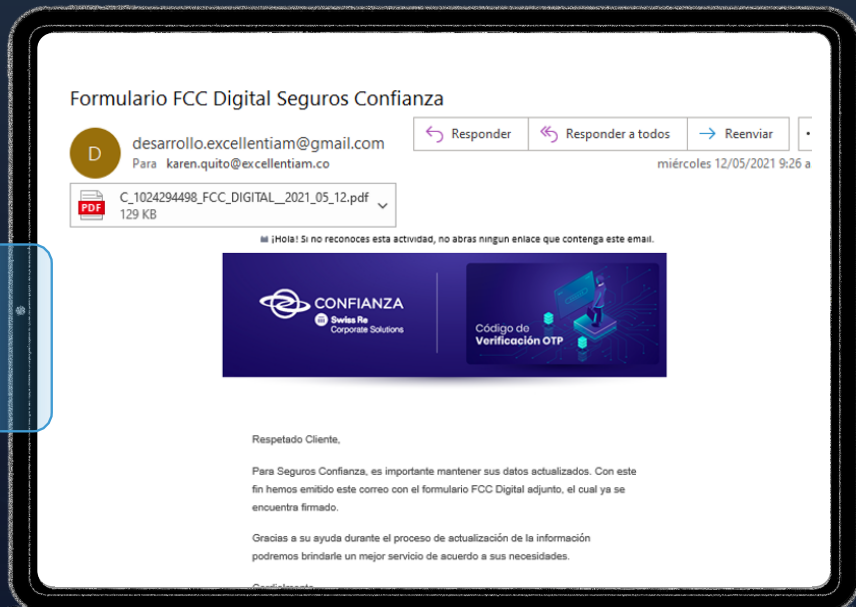 Formulario FCC Digital Seguros Confianza
Responder
Responder a todos
Reenviar
D
desarrollo.excellentiam@gmail.com
Para karen.quito@excellentiam.co
miércoles 12/05/2021 9:26 a
PDF
C_1024294498_FCC_DIGITAL__2021_05_12.pdf
129 KB
¡Hola! Si no reconoces esta actividad, no abras ningun enlace que contenga este email.
CONFIANZA
Swiss Re
Corporate Solutions
Código de
Verificación OTP
Respetado Cliente,
Para Seguros Confianza, es importante mantener sus datos actualizados. Con este
fin hemos emitido este correo con el formulario FCC Digital adjunto, el cual ya se
encuentra firmado.
Gracias a su ayuda durante el proceso de actualización de la información
podremos brindarle un mejor servicio de acuerdo a sus necesidades.